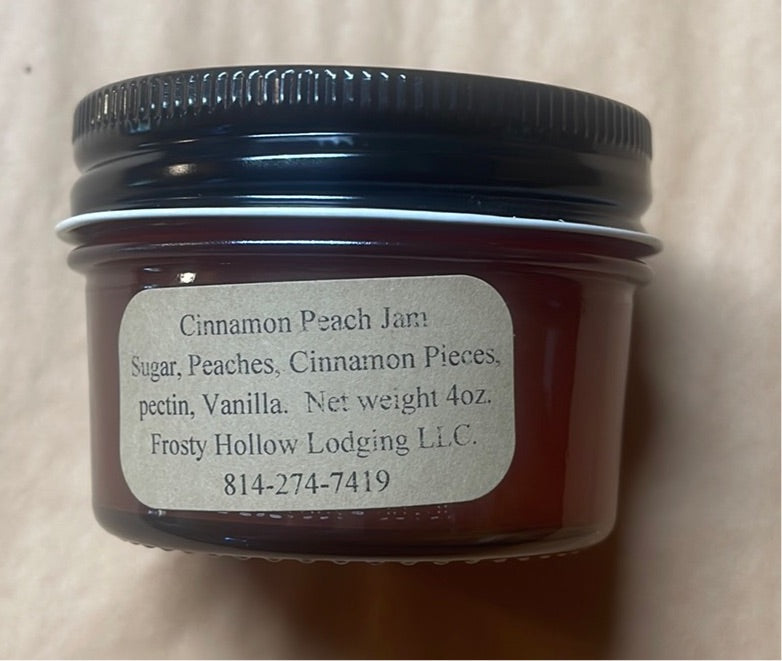 Cinnamon Peach Jam
Sugar, Peaches, Cinnamon Pieces,
pectin, Vanilla. Net weight 4oz.
Frosty Hollow Lodging LLC.
814-274-7419